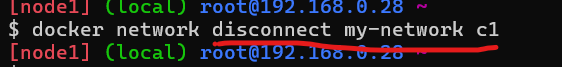 [node1] (local) root@192.168.0.28 ~
$ docker network disconnect my-network c1
[node1] (local) root@192.168.0.28 ~